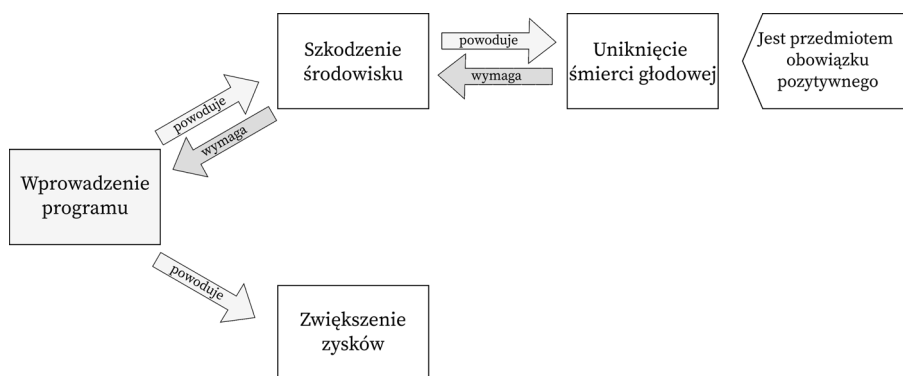 Szkodzenie
środowisku
powoduje
wymaga
Uniknięcie
śmierci głodowej
Jest przedmiotem
obowiązku
pozytywnego
powoduje
wymaga
Wprowadzenie
programu
powoduje
Zwiększenie
zysków